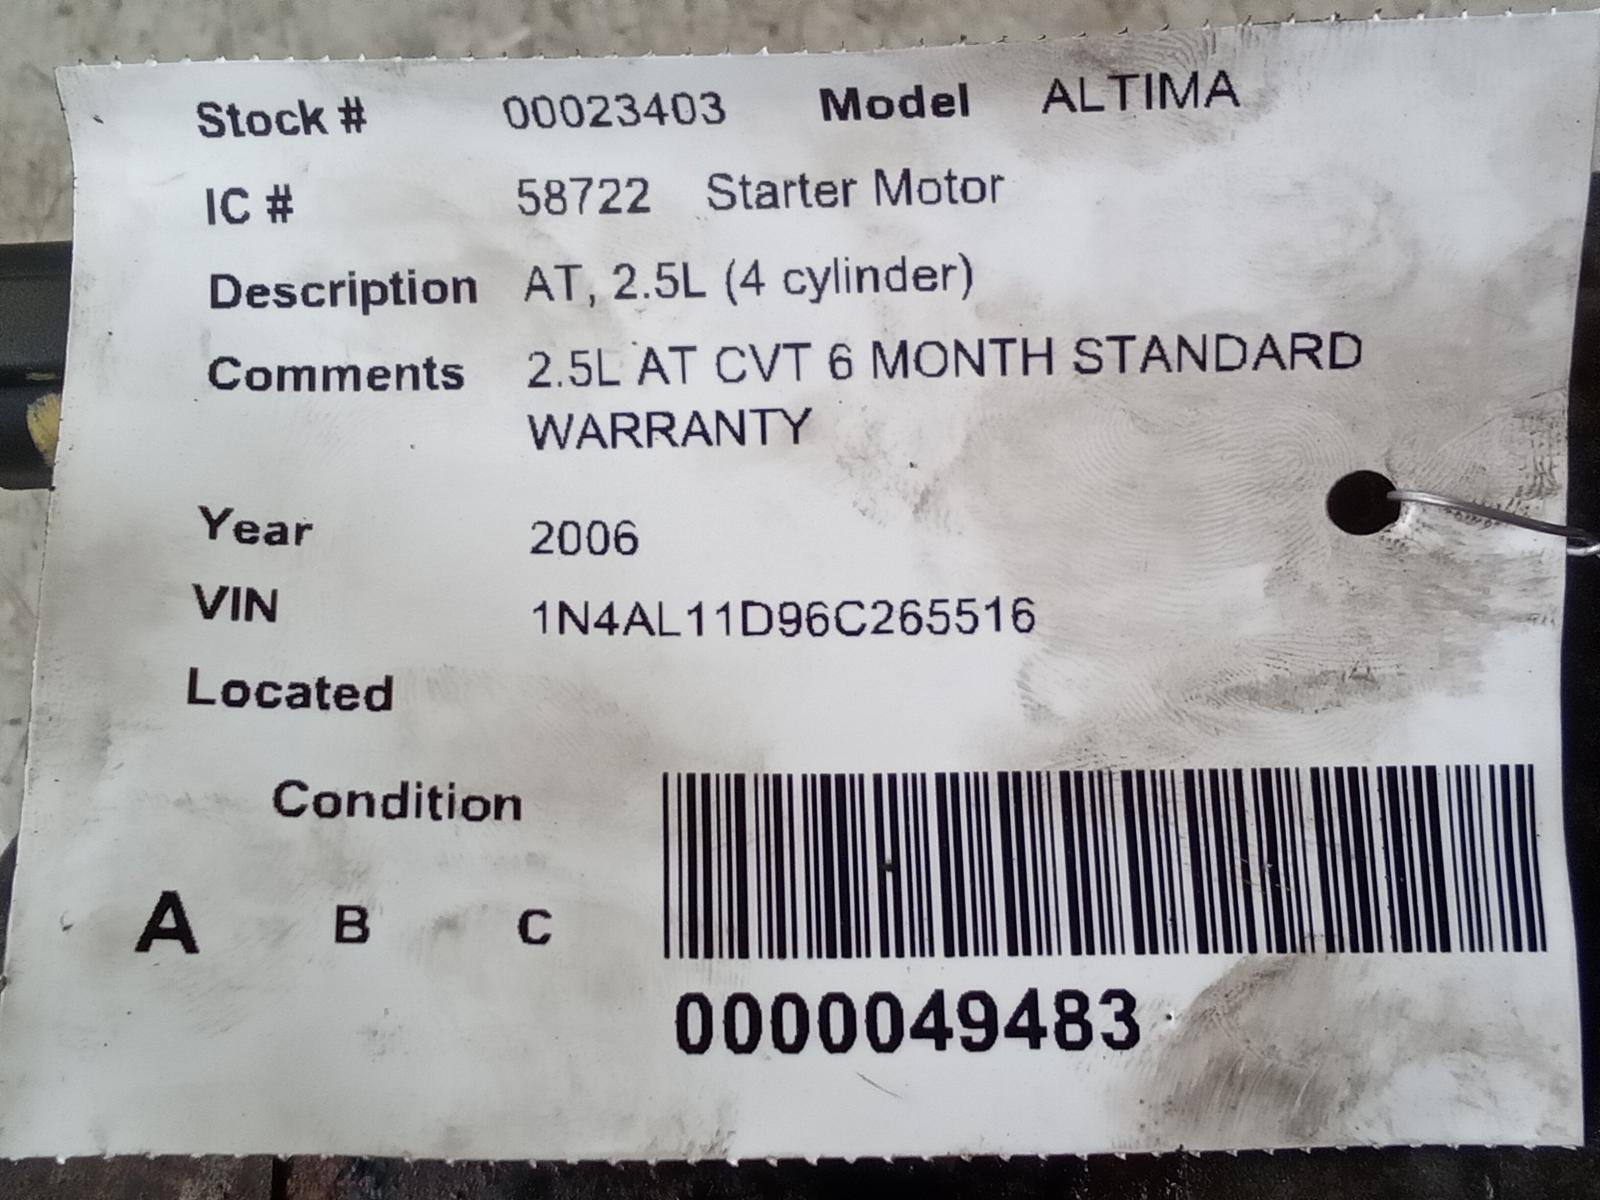 Stock # 00023403 Model ALTIMA
IC # 58722 Starter Motor
Description AT, 2.5L (4 cylinder)
Comments 2.5L AT CVT 6 MONTH STANDARD
WARRANTY
Year 2006
VIN 1N4AL11D96C265516
Located
Condition
A B C
0000049483